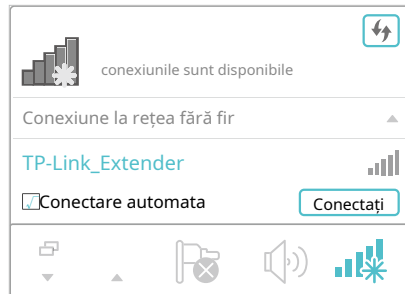 conexiunile sunt disponibile
Conexiune la rețea fără fir
TP-Link_Extender
Conectare automata
Conectați